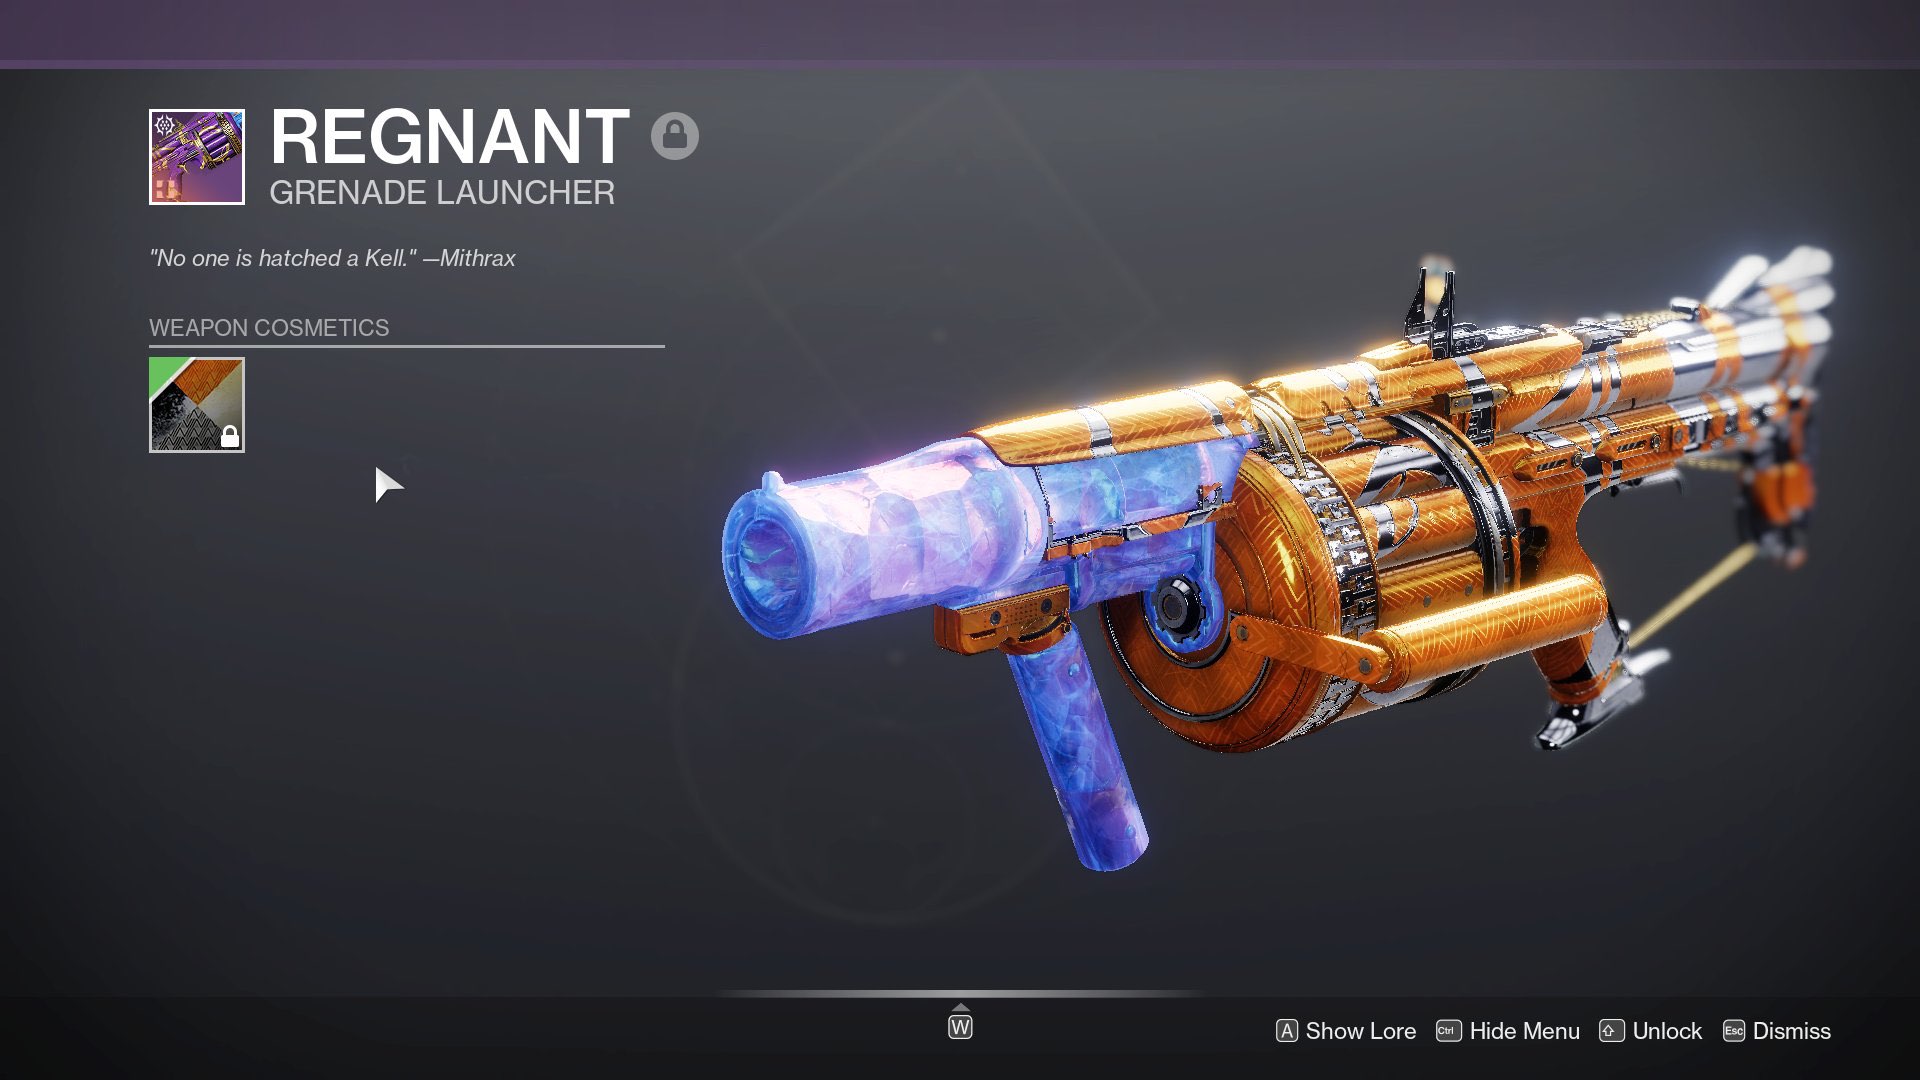 REGNANT
GRENADE LAUNCHER
"No one is hatched a Kell." —Mithrax
WEAPON COSMETICS
W
A Show Lore Ctrl Hide Menu Unlock Esc Dismiss